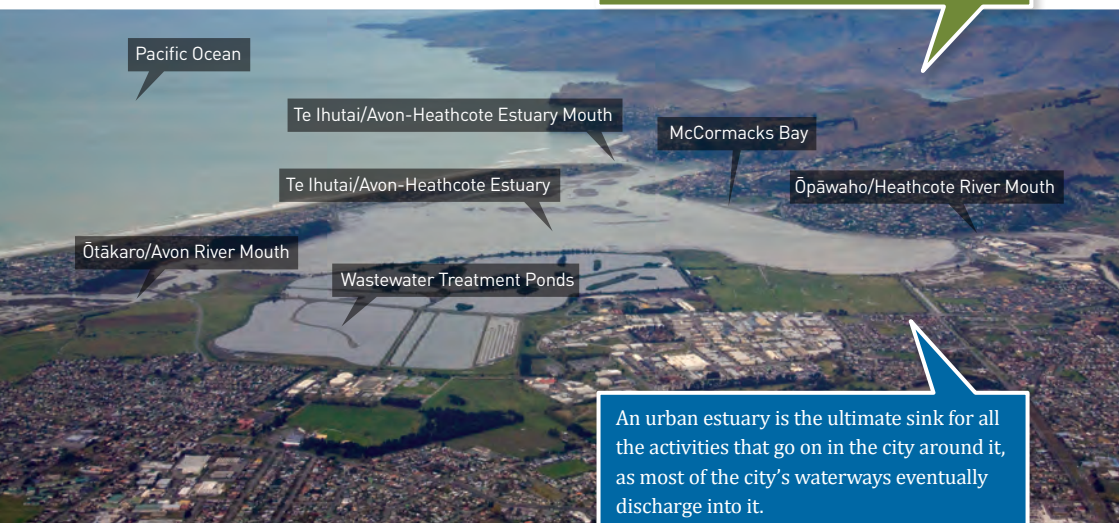 Pacific Ocean
Te Ihutai/Avon-Heathcote Estuary Mouth
McCormacks Bay
Te Ihutai/Avon-Heathcote Estuary
Ōpāwaho/Heathcote River Mouth
Ōtākaro/Avon River Mouth
Wastewater Treatment Ponds
An urban estuary is the ultimate sink for all
the activities that go on in the city around it,
as most of the city's waterways eventually
discharge into it.